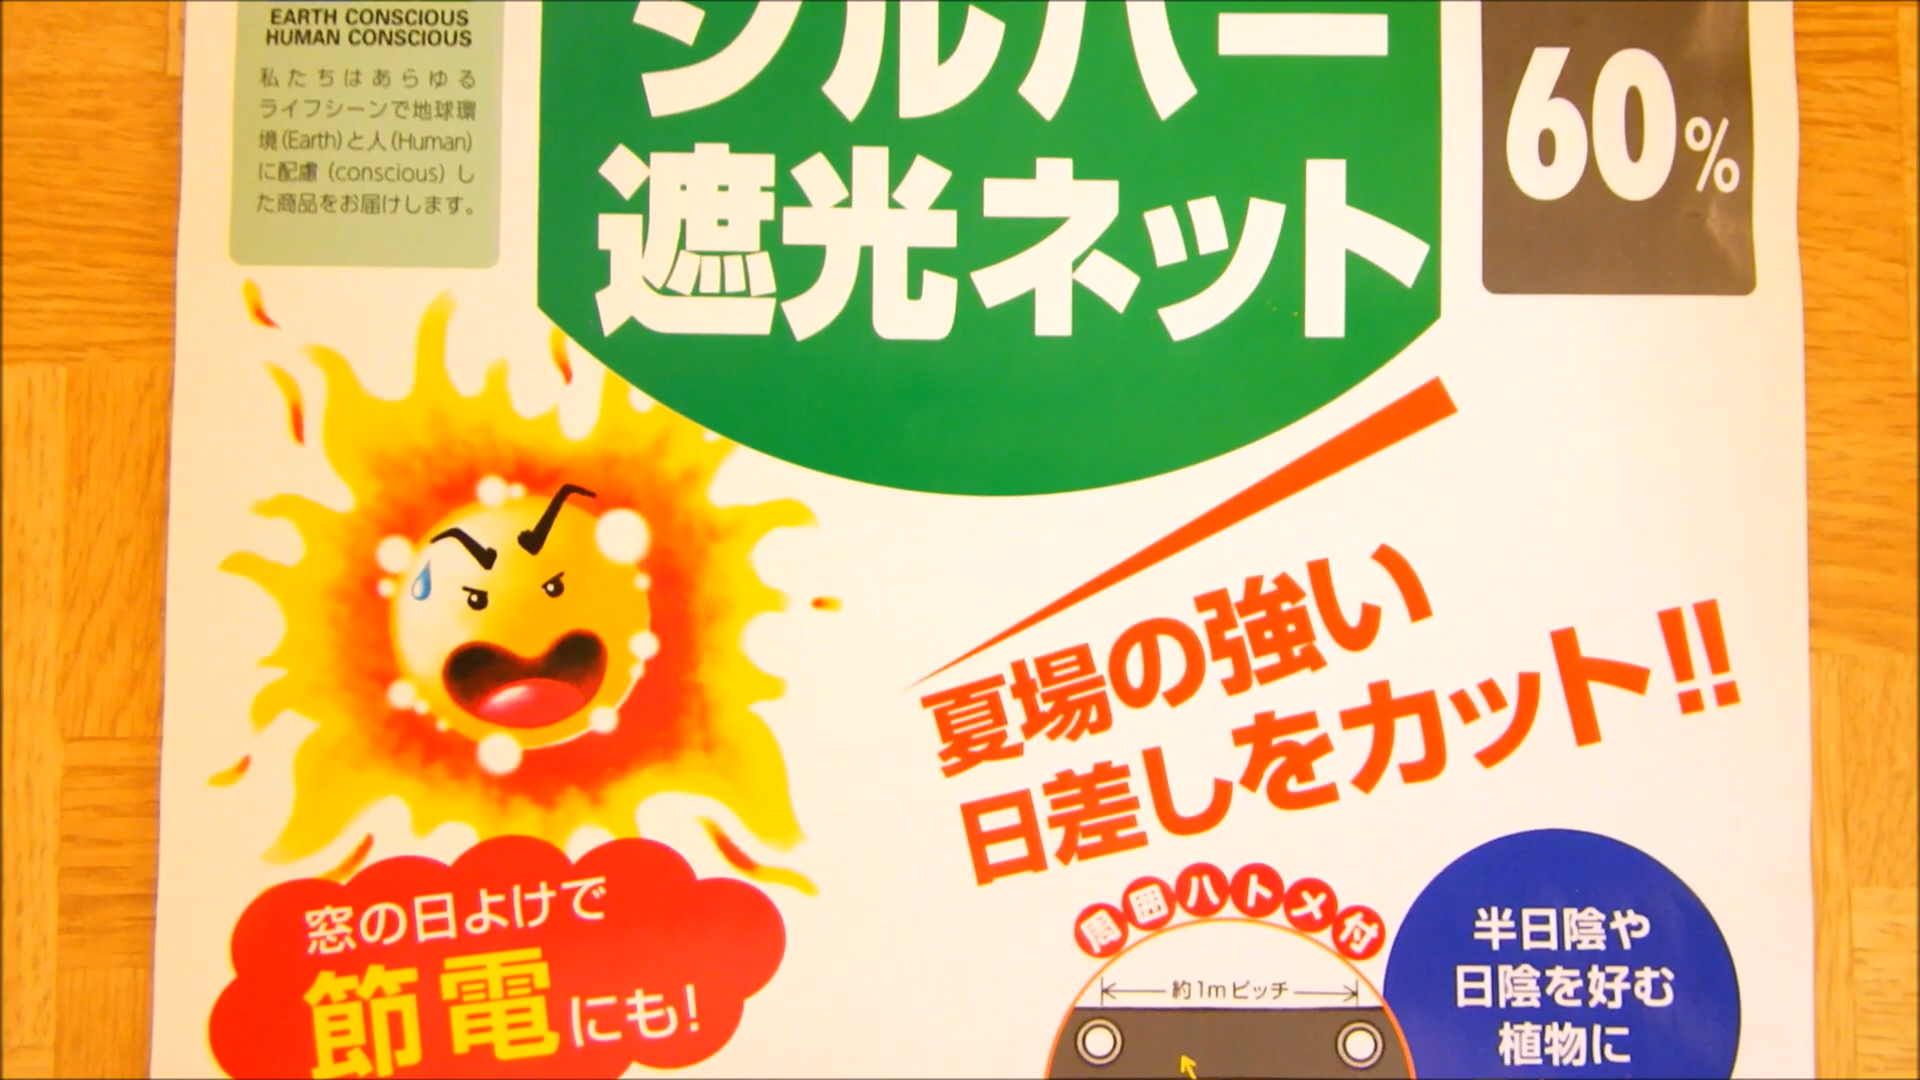 EARTH CONSCIOUS
HUMAN CONSCIOUS
私たちはあらゆる
ライフシーンで地球環
境(Earth)と人(Human)
に配慮(conscious)し
た商品をお届けします。
シルバー
遮光ネット
60%
夏場の強い
日差しをカット!!
窓の日よけで
節電にも!
周囲ハトメ付
約1mピッチ
半日陰や
日陰を好む
植物に